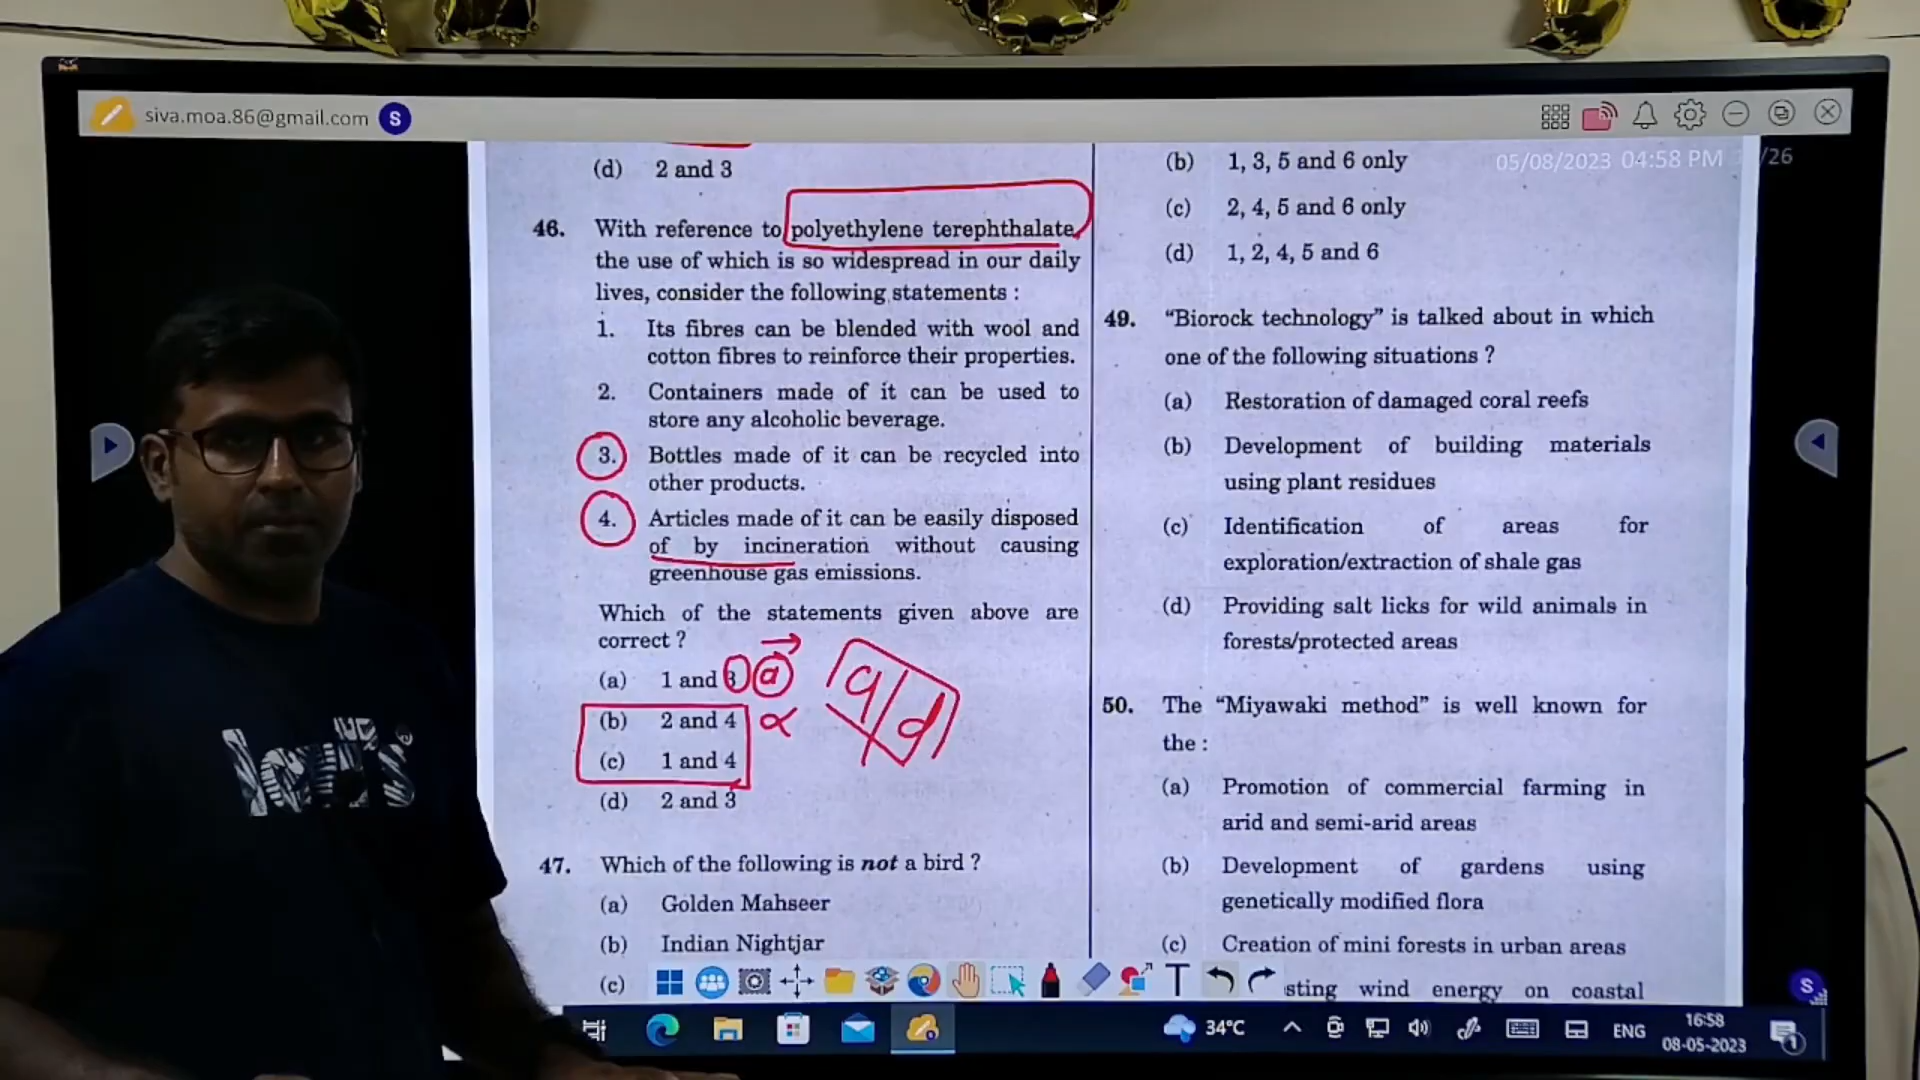 siva.moa.86@gmail.com S
(d) 2 and 3
46. With reference to polyethylene terephthalate,
the use of which is so widespread in our daily
lives, consider the following statements :
1. Its fibres can be blended with wool and
cotton fibres to reinforce their properties.
2. Containers made of it can be used to
store any alcoholic beverage.
3. Bottles made of it can be recycled into
other products.
4. Articles made of it can be easily disposed
of by incineration without causing
greenhouse gas emissions.
Which of the statements given above are
correct ?
(a) 1 and 3 a
(b) 2 and 4
(c) 1 and 4
(d) 2 and 3
a/d
47. Which of the following is not a bird ?
(a) Golden Mahseer
(b) Indian Nightjar
(c)
05/08/2023 04:58 PM /26
(b) 1, 3, 5 and 6 only
(c) 2, 4, 5 and 6 only
(d) 1, 2, 4, 5 and 6
49. “Biorock technology” is talked about in which
one of the following situations ?
(a) Restoration of damaged coral reefs
(b) Development of building materials
using plant residues
(c) Identification of areas for
exploration/extraction of shale gas
(d) Providing salt licks for wild animals in
forests/protected areas
50. The “Miyawaki method” is well known for
the :
(a) Promotion of commercial farming in
arid and semi-arid areas
(b) Development of gardens using
genetically modified flora
(c) Creation of mini forests in urban areas
sting wind energy on coastal
S
34°C ENG 16:58
08-05-2023 1